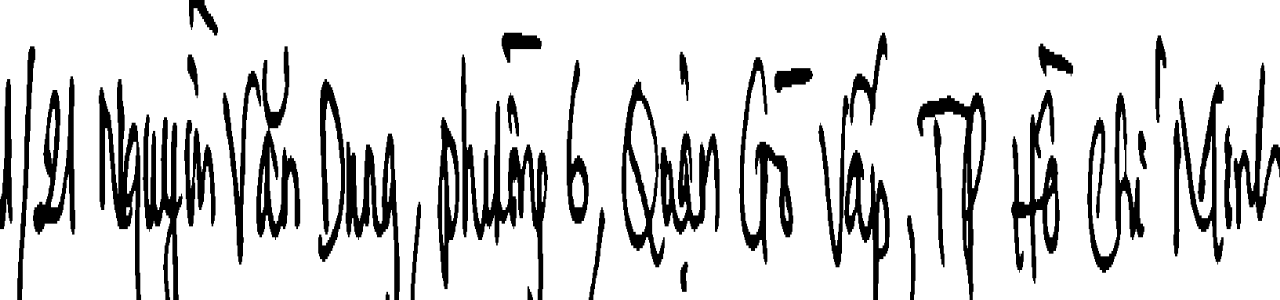 1/21 Nguyễn Văn Dung, phường 6, Quận Gò Vấp, TP Hồ Chí Minh